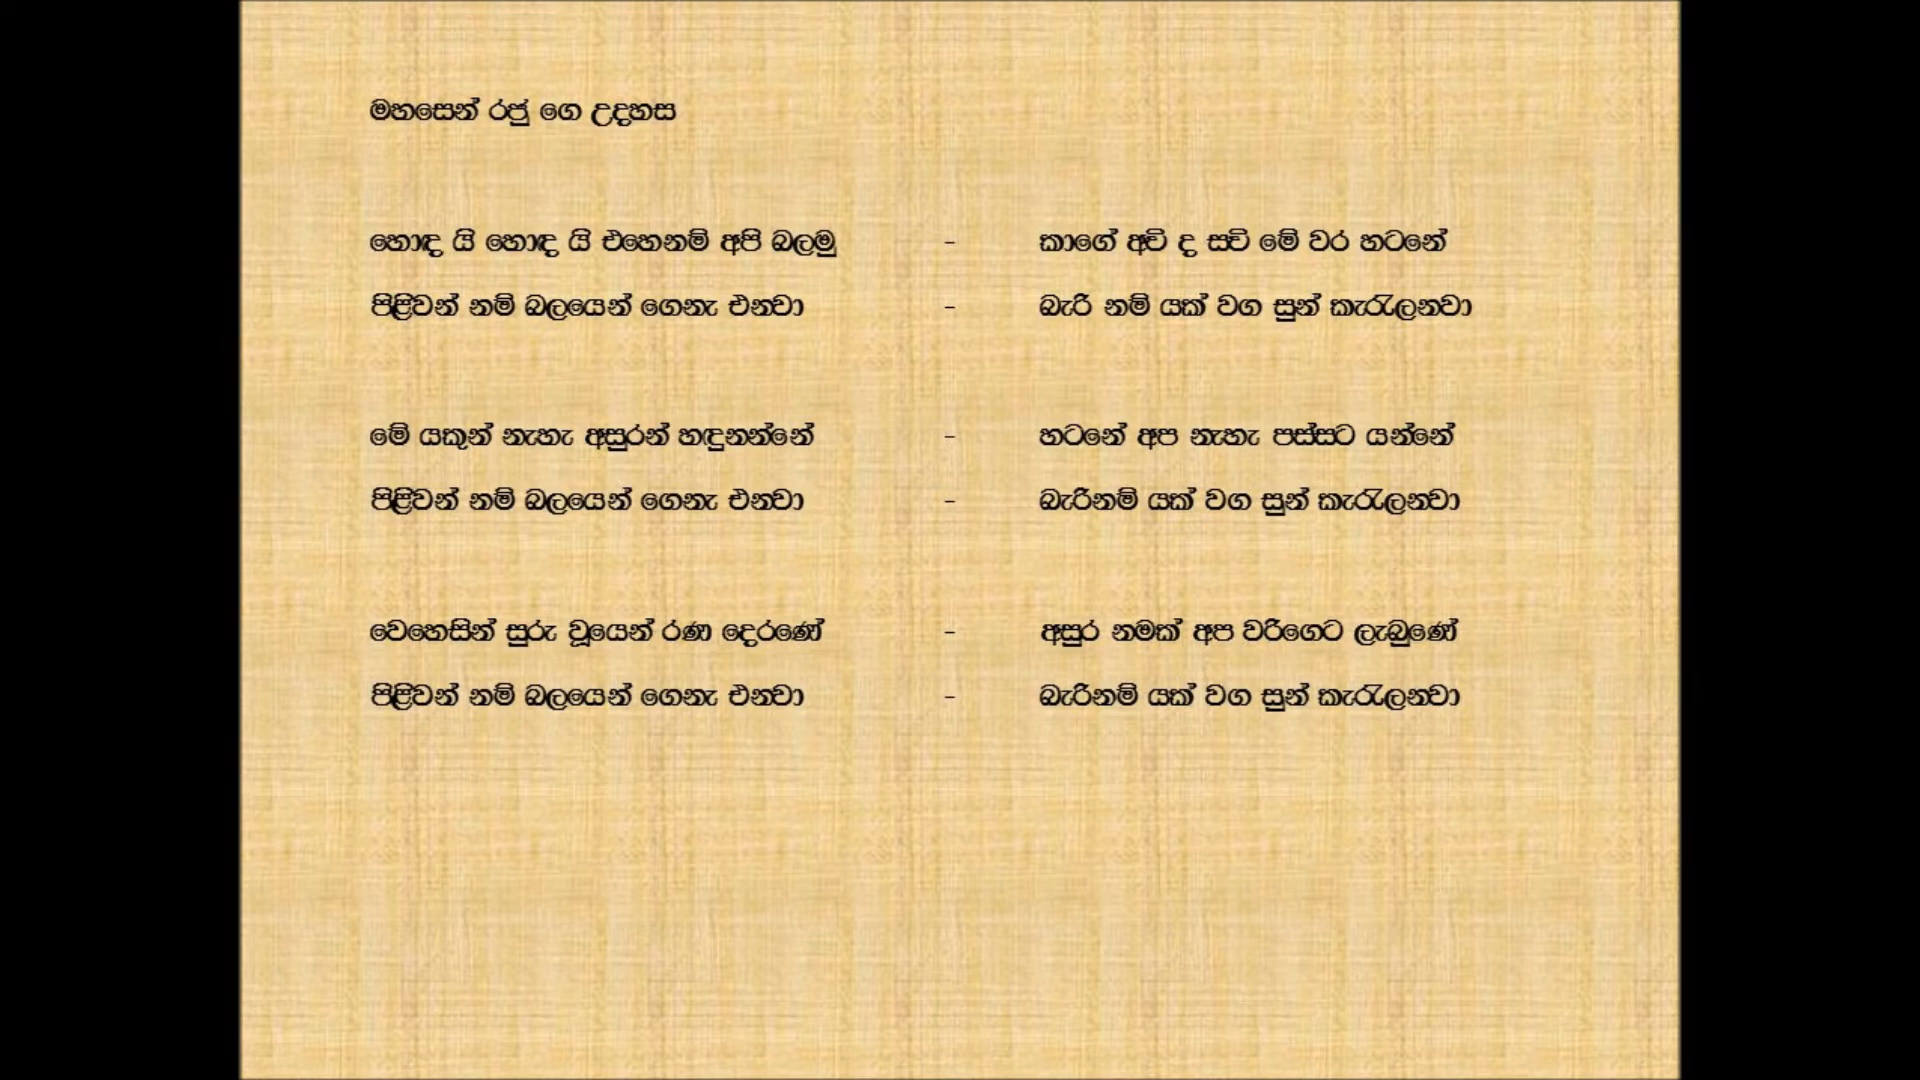 මහසෙන් රජු ගෙ උදහස
හොඳ යි හොඳ යි එහෙනම් අපි බලමු - කාගේ අවි ද සවි මේ වර හටනේ
පිළිවන් නම් බලයෙන් ගෙනැ එනවා - බැරි නම් යක් වග සුන් කැරැලනවා
මේ යකුන් නැහැ අසුරන් හඳුනන්නේ - හටනේ අප නැහැ පස්සට යන්නේ
පිළිවන් නම් බලයෙන් ගෙනැ එනවා - බැරිනම් යක් වග සුන් කැරැලනවා
වෙහෙසින් සුරු වූයෙන් රණ දෙරණේ - අසුර නමක් අප වරිගෙට ලැබුණේ
පිළිවන් නම් බලයෙන් ගෙනැ එනවා - බැරිනම් යක් වග සුන් කැරැලනවා